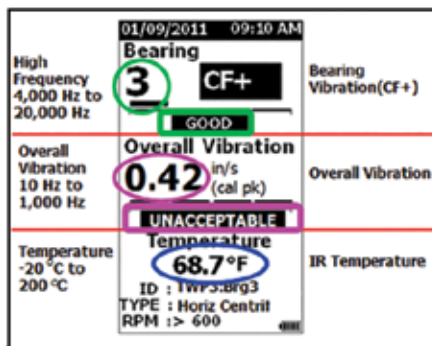 01/09/2011 09:10 AM
High
Frequency
4,000 Hz to
20,000 Hz
Bearing
3 CF+
GOOD
Bearing
Vibration(CF+)
Overall
Vibration
10 Hz to
1,000 Hz
Overall Vibration
0.42 in/s
(cal pk)
UNACCEPTABLE
Overall Vibration
Temperature
-20 °C to
200 °C
Temperature
68.7°F
ID : TWP3:Brg3
TYPE : Horiz Centrif
RPM :> 600
IR Temperature